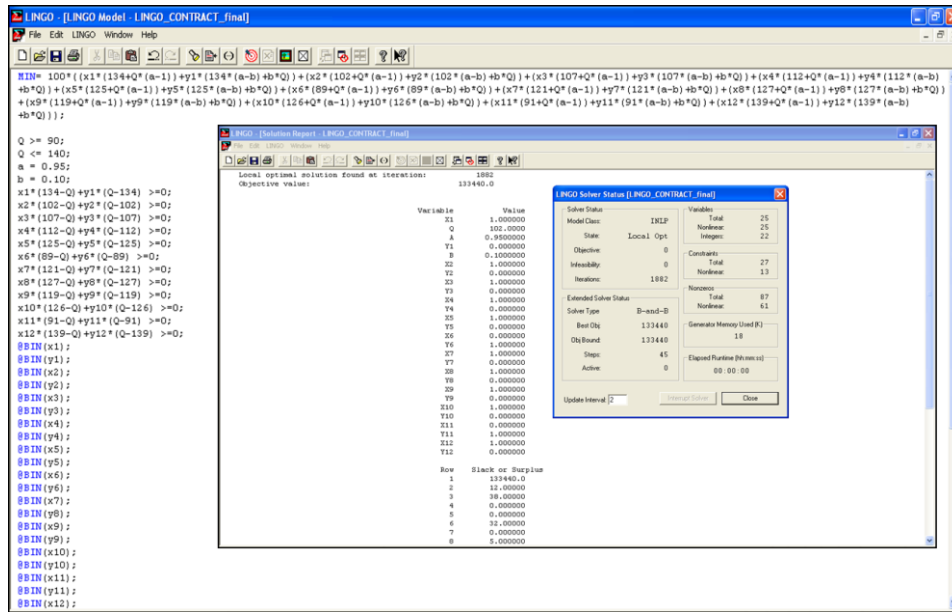 LINGO - [LINGO Model - LINGO_CONTRACT_final]
File Edit LINGO Window Help
MIN= 100*((x1*(134+Q*(a-1))+y1*(134*(a-b)+b*Q))+(x2*(102+Q*(a-1))+y2*(102*(a-b)+b*Q))+(x3*(107+Q*(a-1))+y3*(107*(a-b)+b*Q))+(x4*(112+Q*(a-1))+y4*(112*(a-b)
+b*Q))+(x5*(125+Q*(a-1))+y5*(125*(a-b)+b*Q))+(x6*(89+Q*(a-1))+y6*(89*(a-b)+b*Q))+(x7*(121+Q*(a-1))+y7*(121*(a-b)+b*Q))+(x8*(127+Q*(a-1))+y8*(127*(a-b)+b*Q))
+(x9*(119+Q*(a-1))+y9*(119*(a-b)+b*Q))+(x10*(126+Q*(a-1))+y10*(126*(a-b)+b*Q))+(x11*(91+Q*(a-1))+y11*(91*(a-b)+b*Q))+(x12*(139+Q*(a-1))+y12*(139*(a-b)
+b*Q)));
Q >= 90;
Q <= 140;
a = 0.95;
b = 0.10;
x1*(134-Q)+y1*(Q-134) >=0;
x2*(102-Q)+y2*(Q-102) >=0;
x3*(107-Q)+y3*(Q-107) >=0;
x4*(112-Q)+y4*(Q-112) >=0;
x5*(125-Q)+y5*(Q-125) >=0;
x6*(89-Q)+y6*(Q-89) >=0;
x7*(121-Q)+y7*(Q-121) >=0;
x8*(127-Q)+y8*(Q-127) >=0;
x9*(119-Q)+y9*(Q-119) >=0;
x10*(126-Q)+y10*(Q-126) >=0;
x11*(91-Q)+y11*(Q-91) >=0;
x12*(139-Q)+y12*(Q-139) >=0;
@BIN(x1);
@BIN(y1);
@BIN(x2);
@BIN(y2);
@BIN(x3);
@BIN(y3);
@BIN(x4);
@BIN(y4);
@BIN(x5);
@BIN(y5);
@BIN(x6);
@BIN(y6);
@BIN(x7);
@BIN(y8);
@BIN(x9);
@BIN(y9);
@BIN(x10);
@BIN(y10);
@BIN(x11);
@BIN(y11);
@BIN(x12);
LINGO - [Solution Report - LINGO_CONTRACT_final]
File Edit LINGO Window Help
Local optimal solution found at iteration: 1882
Objective value: 133440.0
Variable Value
X1 1.000000
Q 102.0000
A 0.9500000
Y1 0.000000
B 0.1000000
X2 1.000000
Y2 0.000000
X3 1.000000
Y3 0.000000
X4 1.000000
Y4 0.000000
X5 1.000000
Y5 0.000000
X6 0.000000
Y6 1.000000
X7 1.000000
Y7 0.000000
X8 1.000000
Y8 0.000000
X9 1.000000
Y9 0.000000
X10 1.000000
Y10 0.000000
X11 0.000000
Y11 1.000000
X12 1.000000
Y12 0.000000
Row Slack or Surplus
1 133440.0
2 12.00000
3 38.00000
4 0.000000
5 0.000000
6 32.00000
7 0.000000
8 5.000000
LINGO Solver Status [LINGO_CONTRACT_final]
Solver Status
Model Class: INLP
State: Local Opt
Objective: 0
Infeasibility: 0
Iterations: 1882
Extended Solver Status
Solver Type B-and-B
Best Obj: 133440
Obj Bound: 133440
Steps: 45
Active: 0
Update Interval: 2
Variables
Total: 25
Nonlinear: 25
Integers: 22
Constraints
Total: 27
Nonlinear: 13
Nonzeros
Total: 87
Nonlinear: 61
Generator Memory Used (K)
18
Elapsed Runtime (hh:mm:ss)
00:00:00
Interrupt Solver
Close